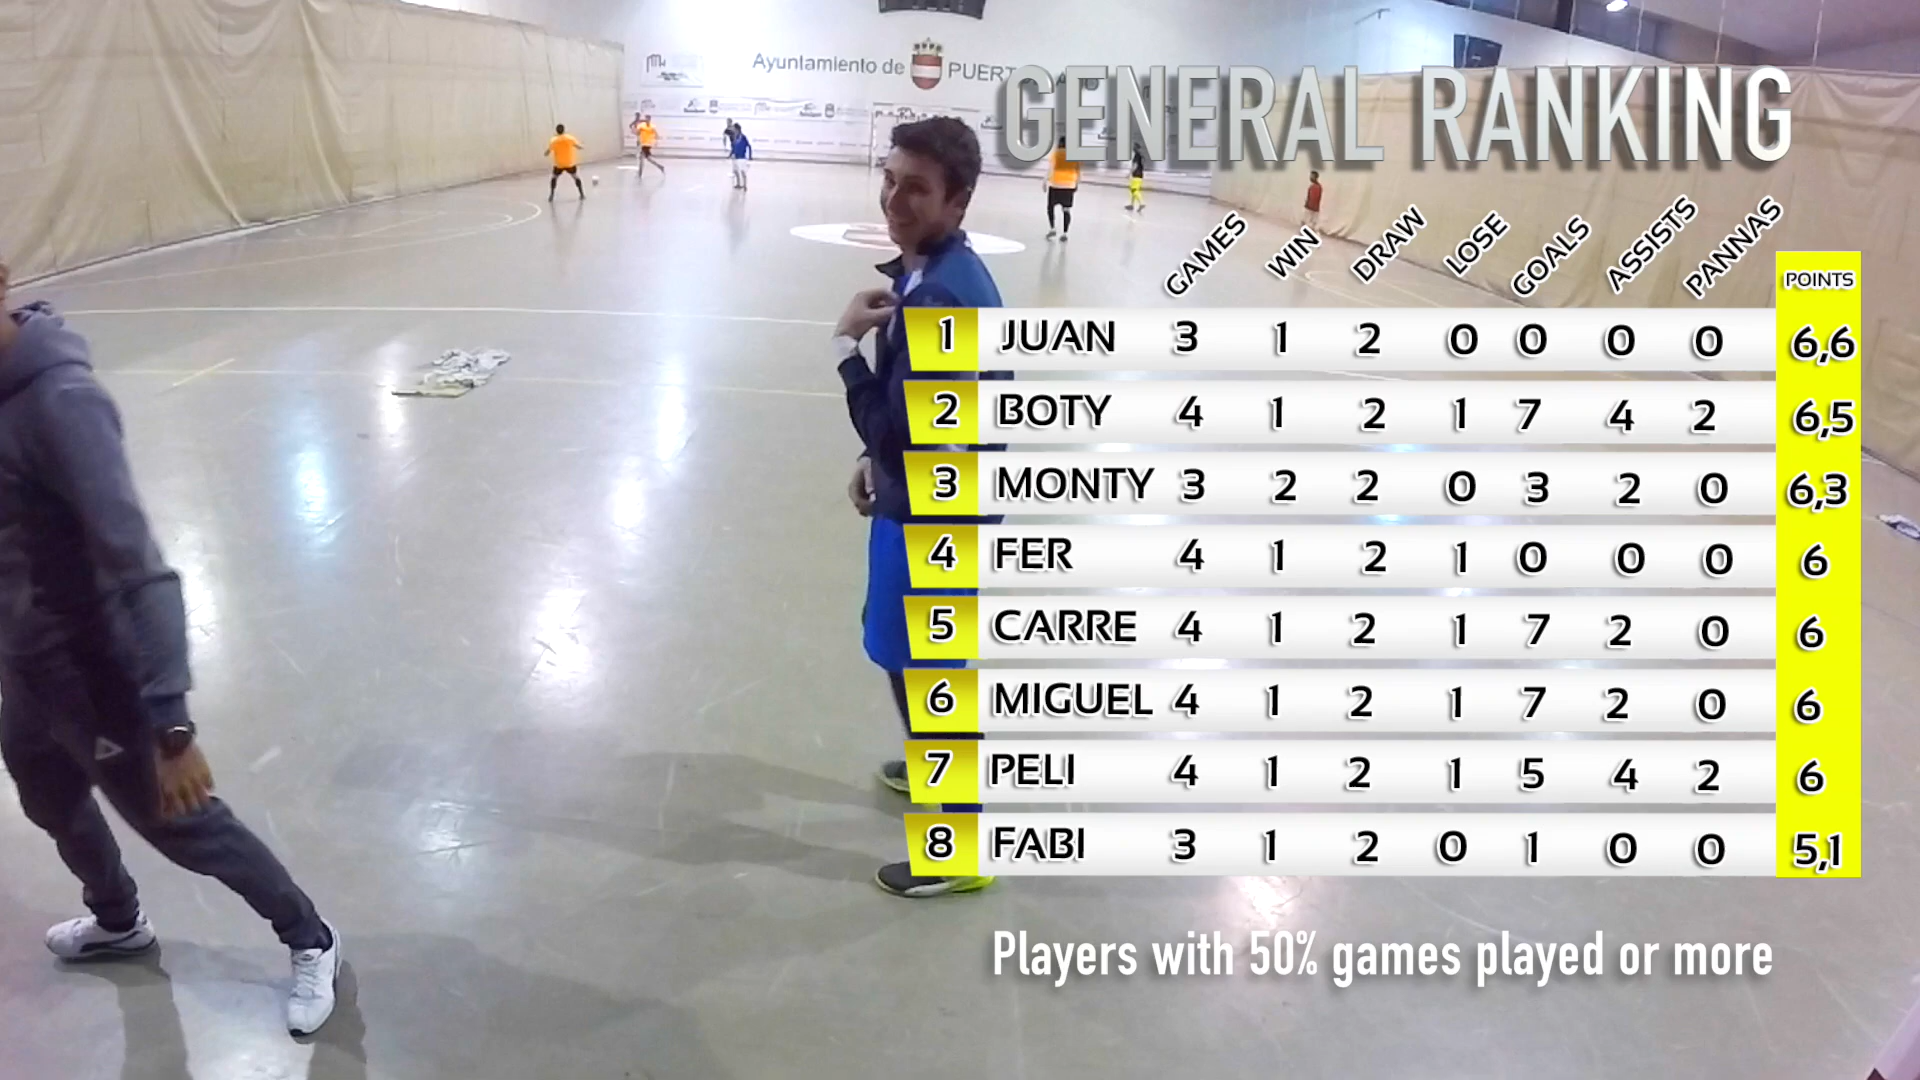 Ayuntamiento de PUERT
GENERAL RANKING
GAMES WIN DRAW LOSE GOALS ASSISTS PANNAS POINTS
1 JUAN 3 1 2 0 0 0 0 6,6
2 BOTY 4 1 2 1 7 4 2 6,5
3 MONTY 3 2 2 0 3 2 0 6,3
4 FER 4 1 2 1 0 0 0 6
5 CARRE 4 1 2 1 7 2 0 6
6 MIGUEL 4 1 2 1 7 2 0 6
7 PELI 4 1 2 1 5 4 2 6
8 FABI 3 1 2 0 1 0 0 5,1
Players with 50% games played or more